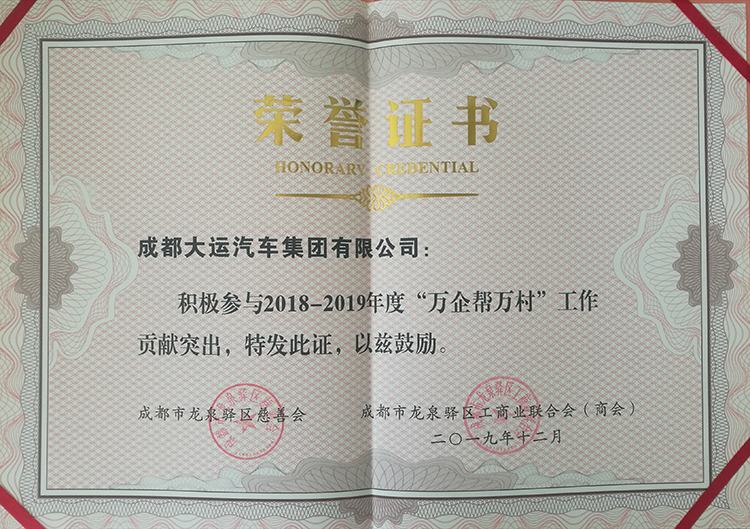 荣誉证书
HONORARY CREDENTIAL
成都大运汽车集团有限公司：
积极参与2018-2019年度“万企帮万村”工作
贡献突出，特发此证，以兹鼓励。
成都市龙泉驿区慈善会
成都市龙泉驿区工商业联合会（商会）
二〇一九年十二月